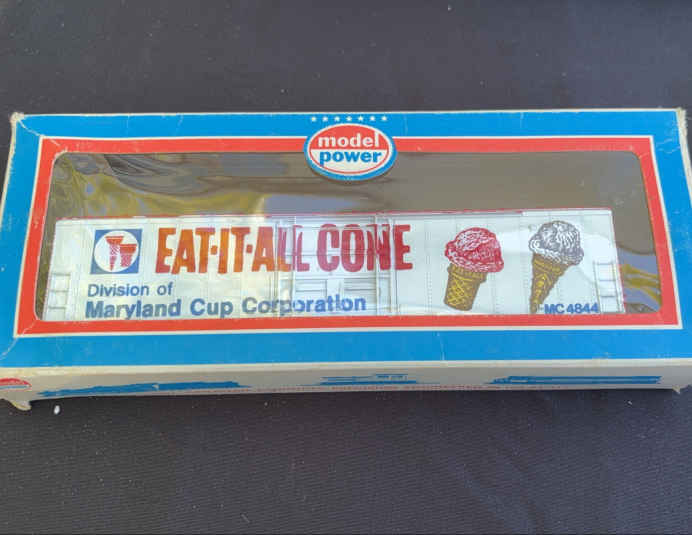 model
power
EAT·IT·ALL CONE
Division of
Maryland Cup Corporation
MC 4844